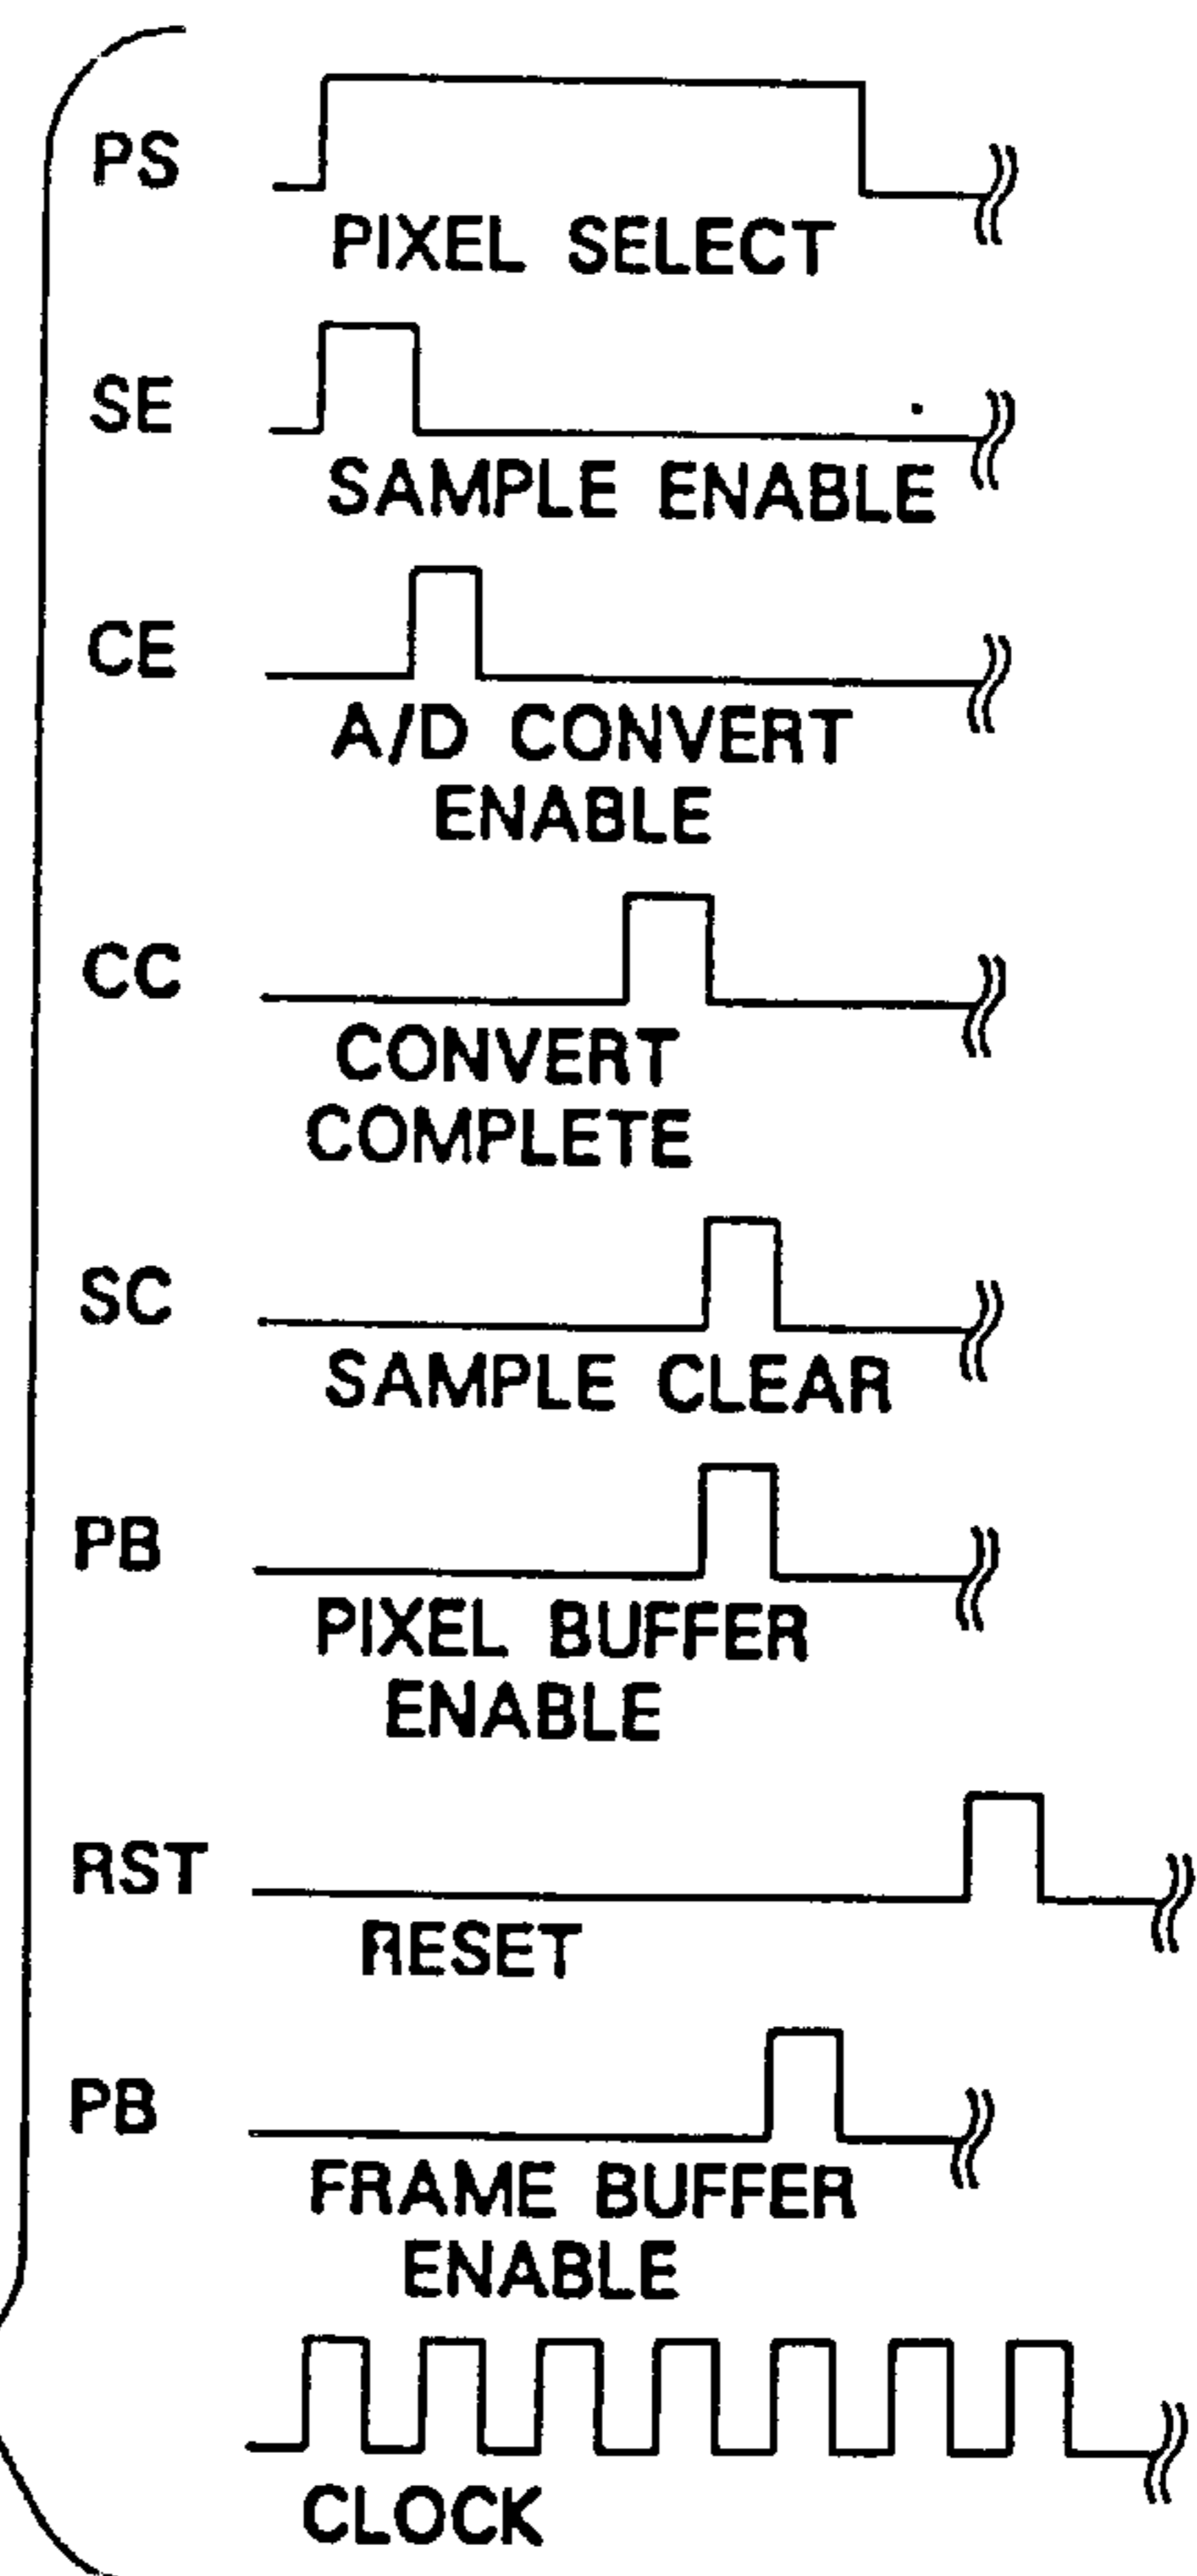 PS
PIXEL SELECT
SE
SAMPLE ENABLE
CE
A/D CONVERT
ENABLE
CC
CONVERT
COMPLETE
SC
SAMPLE CLEAR
PB
PIXEL BUFFER
ENABLE
RST
RESET
PB
FRAME BUFFER
ENABLE
CLOCK